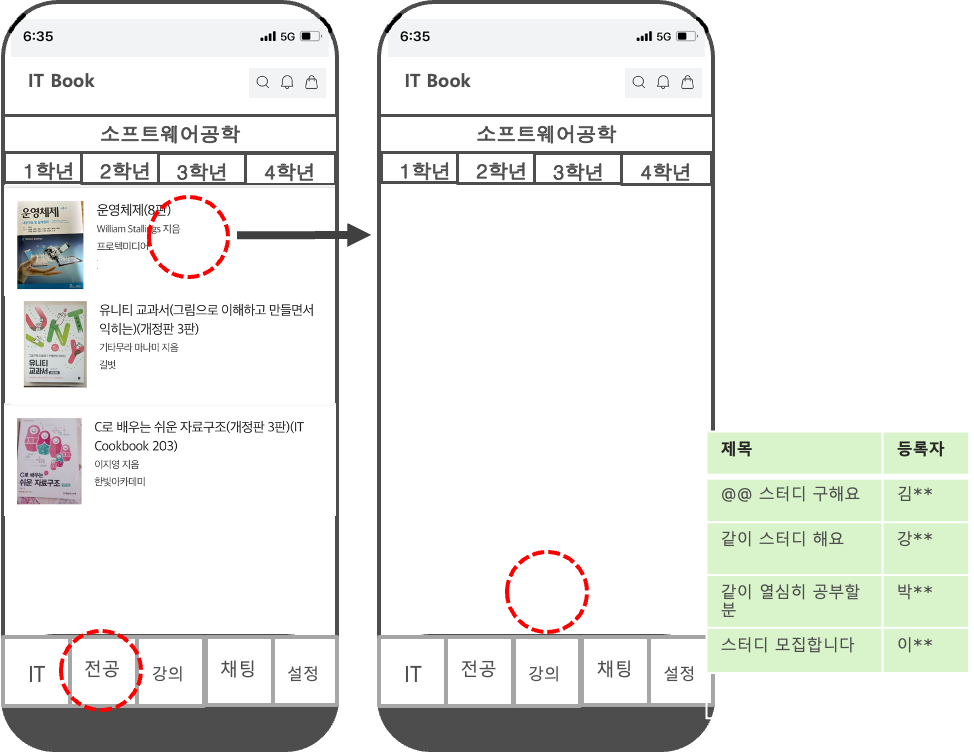 6:35
5G
IT Book
소프트웨어공학
1학년 2학년 3학년 4학년
운영체제
운영체제(8판)
William Stallings 지음
프로텍미디어
UNITY
유니티
교과서
유니티 교과서(그림으로 이해하고 만들면서
익히는)(개정판 3판)
기타무라 마나미 지음
길벗
C로 배우는
쉬운 자료구조
C로 배우는 쉬운 자료구조(개정판 3판)(IT
Cookbook 203)
이지영 지음
한빛아카데미
IT 전공 강의 채팅 설정
6:35
5G
IT Book
소프트웨어공학
1학년 2학년 3학년 4학년
IT 전공 강의 채팅 설정
제목 등록자
@@ 스터디 구해요 김**
같이 스터디 해요 강**
같이 열심히 공부할
분 박**
스터디 모집합니다 이**